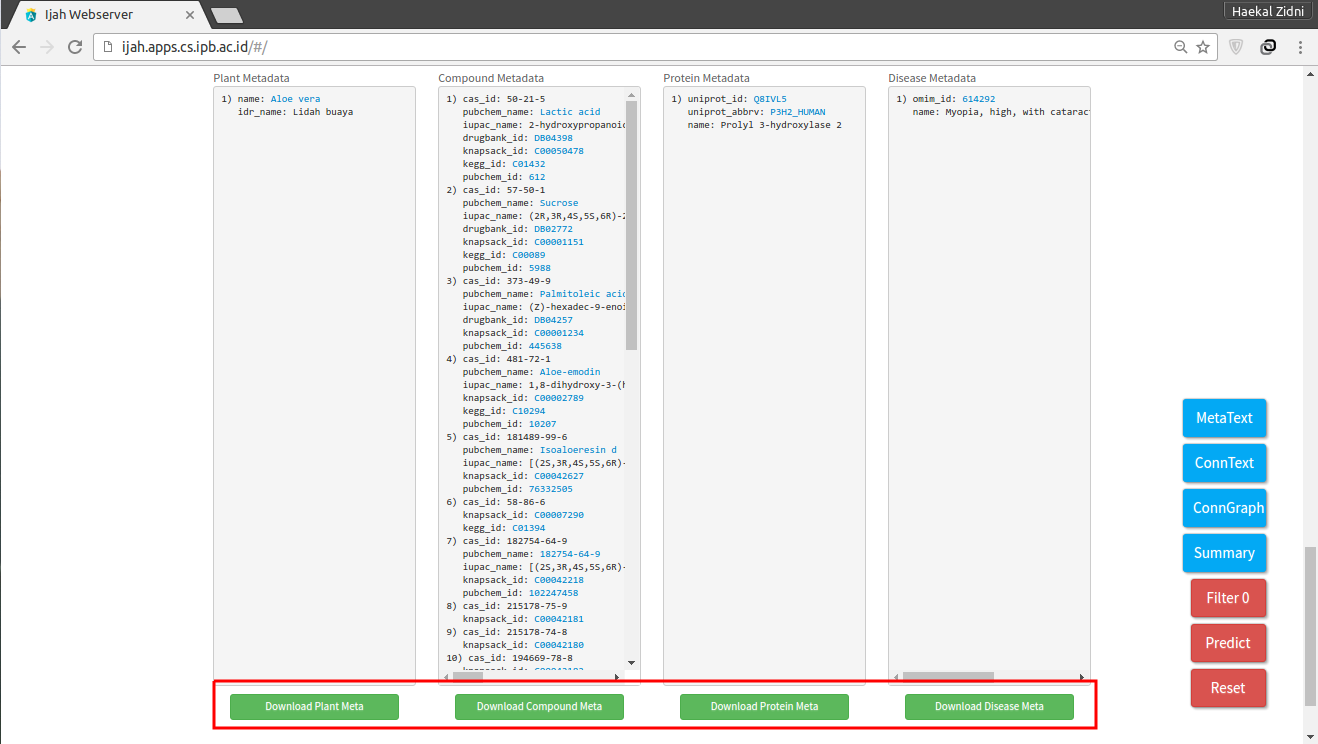 Ijah Webserver
Haekal Zidni
ijah.apps.cs.ipb.ac.id/#/
Plant Metadata
1) name: Aloe vera
idr_name: Lidah buaya
Download Plant Meta
Compound Metadata
1) cas_id: 50-21-5
pubchem_name: Lactic acid
iupac_name: 2-hydroxypropanoic
drugbank_id: DB04398
knapsack_id: C00050478
kegg_id: C01432
pubchem_id: 612
2) cas_id: 57-50-1
pubchem_name: Sucrose
iupac_name: (2R,3R,4S,5S,6R)-2
drugbank_id: DB02772
knapsack_id: C00001151
kegg_id: C00089
pubchem_id: 5988
3) cas_id: 373-49-9
pubchem_name: Palmitoleic acid
iupac_name: (Z)-hexadec-9-enoi
drugbank_id: DB04257
knapsack_id: C00001234
pubchem_id: 445638
4) cas_id: 481-72-1
pubchem_name: Aloe-emodin
iupac_name: 1,8-dihydroxy-3-(h
knapsack_id: C00002789
kegg_id: C10294
pubchem_id: 10207
5) cas_id: 181489-99-6
pubchem_name: Isoaloeresin d
iupac_name: [(2S,3R,4S,5S,6R)-
knapsack_id: C00042627
pubchem_id: 76332505
6) cas_id: 58-86-6
knapsack_id: C00007290
kegg_id: C01394
7) cas_id: 182754-64-9
pubchem_name: 182754-64-9
iupac_name: [(2S,3R,4S,5S,6R)-
knapsack_id: C00042218
pubchem_id: 102247458
8) cas_id: 215178-75-9
knapsack_id: C00042181
9) cas_id: 215178-74-8
knapsack_id: C00042180
10) cas_id: 194669-78-8
Download Compound Meta
Protein Metadata
1) uniprot_id: Q8IVL5
uniprot_abbrv: P3H2_HUMAN
name: Prolyl 3-hydroxylase 2
Download Protein Meta
Disease Metadata
1) omim_id: 614292
name: Myopia, high, with cataract
Download Disease Meta
MetaText
ConnText
ConnGraph
Summary
Filter 0
Predict
Reset